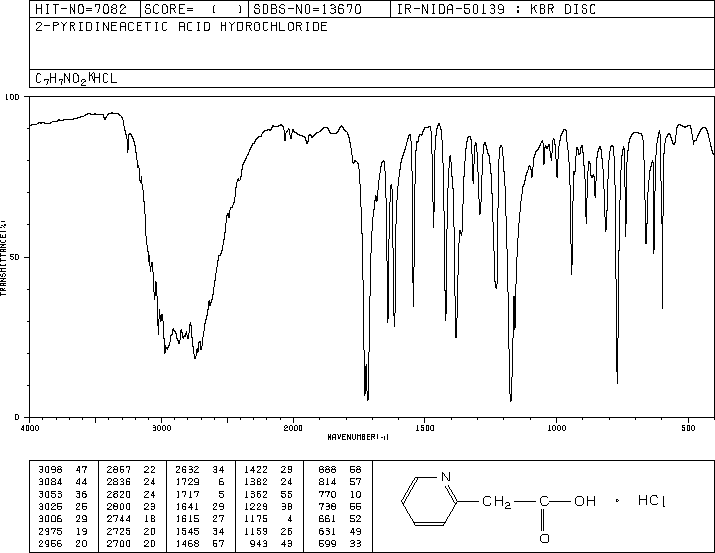 HIT-NO=7082 SCORE= ( ) SDBS-NO=13670 IR-NIDA-50139 : KBR DISC
2-PYRIDINEACETIC ACID HYDROCHLORIDE
C7H7NO2·HCL
100
50
0
TRANSMITTANCE(%)
4000 3000 2000 1500 1000 500
WAVENUMBER(-1)
3098 47 2867 22 2632 34 1422 29 888 58
3084 44 2836 24 1729 6 1382 24 814 57
3053 36 2820 24 1717 5 1362 55 770 10
3025 25 2800 23 1641 29 1229 38 738 55
3006 29 2744 18 1615 27 1175 4 661 52
2975 19 2725 20 1545 34 1159 26 631 49
2956 20 2700 20 1468 57 943 43 599 33
N
CH2 C OH · HCl
O